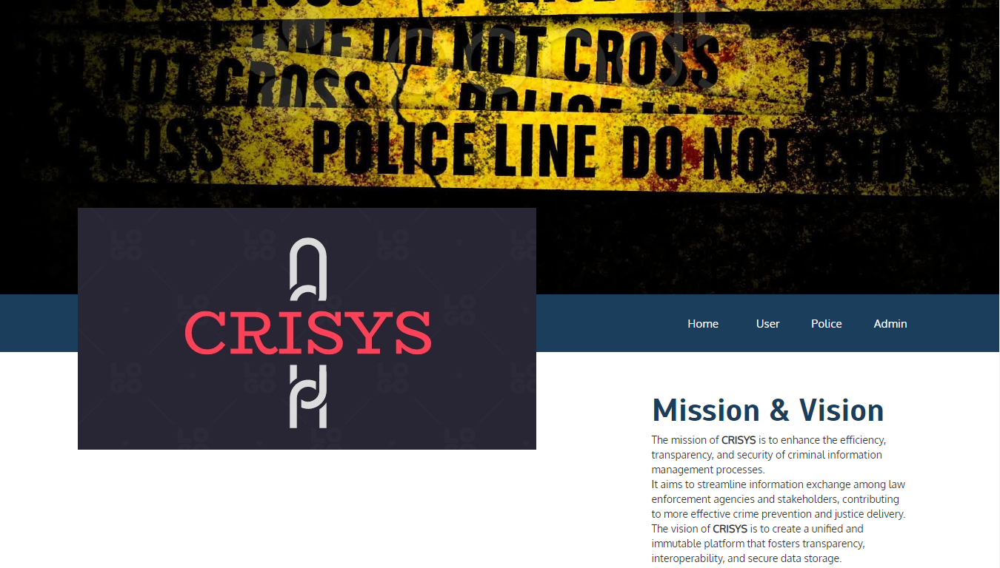 LINE DO NOT CROSS
POLICE
NOT CROSS
POLICE LINE
CROSS
POLICE LINE DO NOT CROSS
CRISYS
Home User Police Admin
Mission & Vision
The mission of CRISYS is to enhance the efficiency,
transparency, and security of criminal information
management processes.
It aims to streamline information exchange among law
enforcement agencies and stakeholders, contributing
to more effective crime prevention and justice delivery.
The vision of CRISYS is to create a unified and
immutable platform that fosters transparency,
interoperability, and secure data storage.